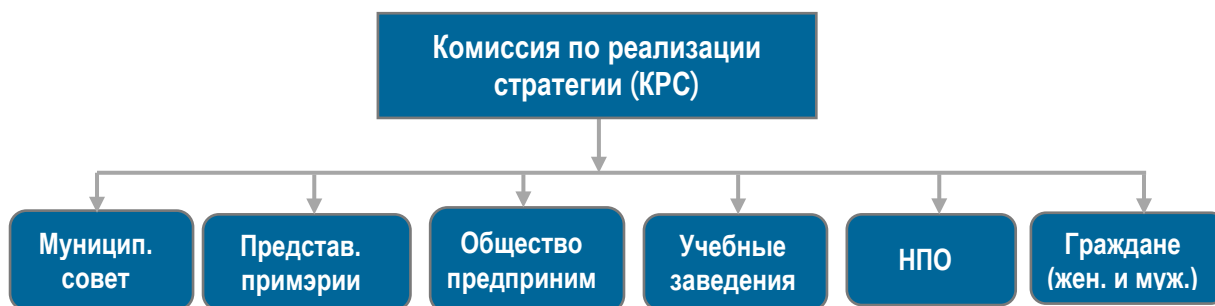 Комиссия по реализации
стратегии (КРС)
Муницип.
совет
Представ.
примэрии
Общество
предприним
Учебные
заведения
НПО
Граждане
(жен. и муж.)